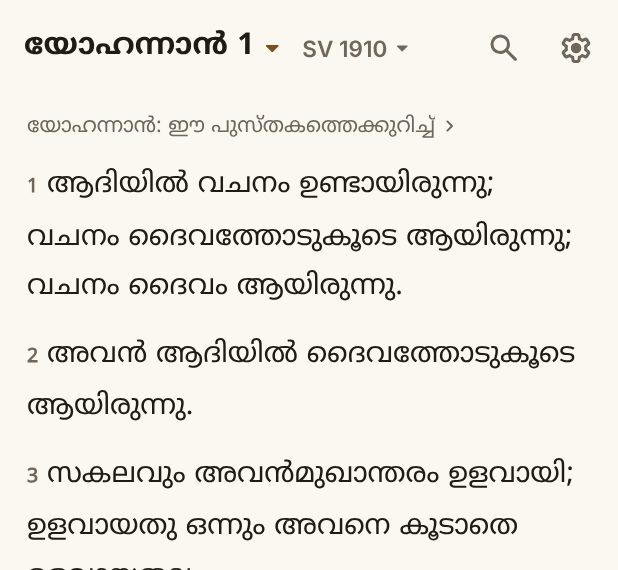 യോഹന്നാൻ 1 SV 1910
യോഹന്നാൻ: ഈ പുസ്തകത്തെക്കുറിച്ച് ›
1 ആദിയിൽ വചനം ഉണ്ടായിരുന്നു;
വചനം ദൈവത്തോടുകൂടെ ആയിരുന്നു;
വചനം ദൈവം ആയിരുന്നു.
2 അവൻ ആദിയിൽ ദൈവത്തോടുകൂടെ
ആയിരുന്നു.
3 സകലവും അവൻമുഖാന്തരം ഉളവായി;
ഉളവായതു ഒന്നും അവനെ കൂടാതെ